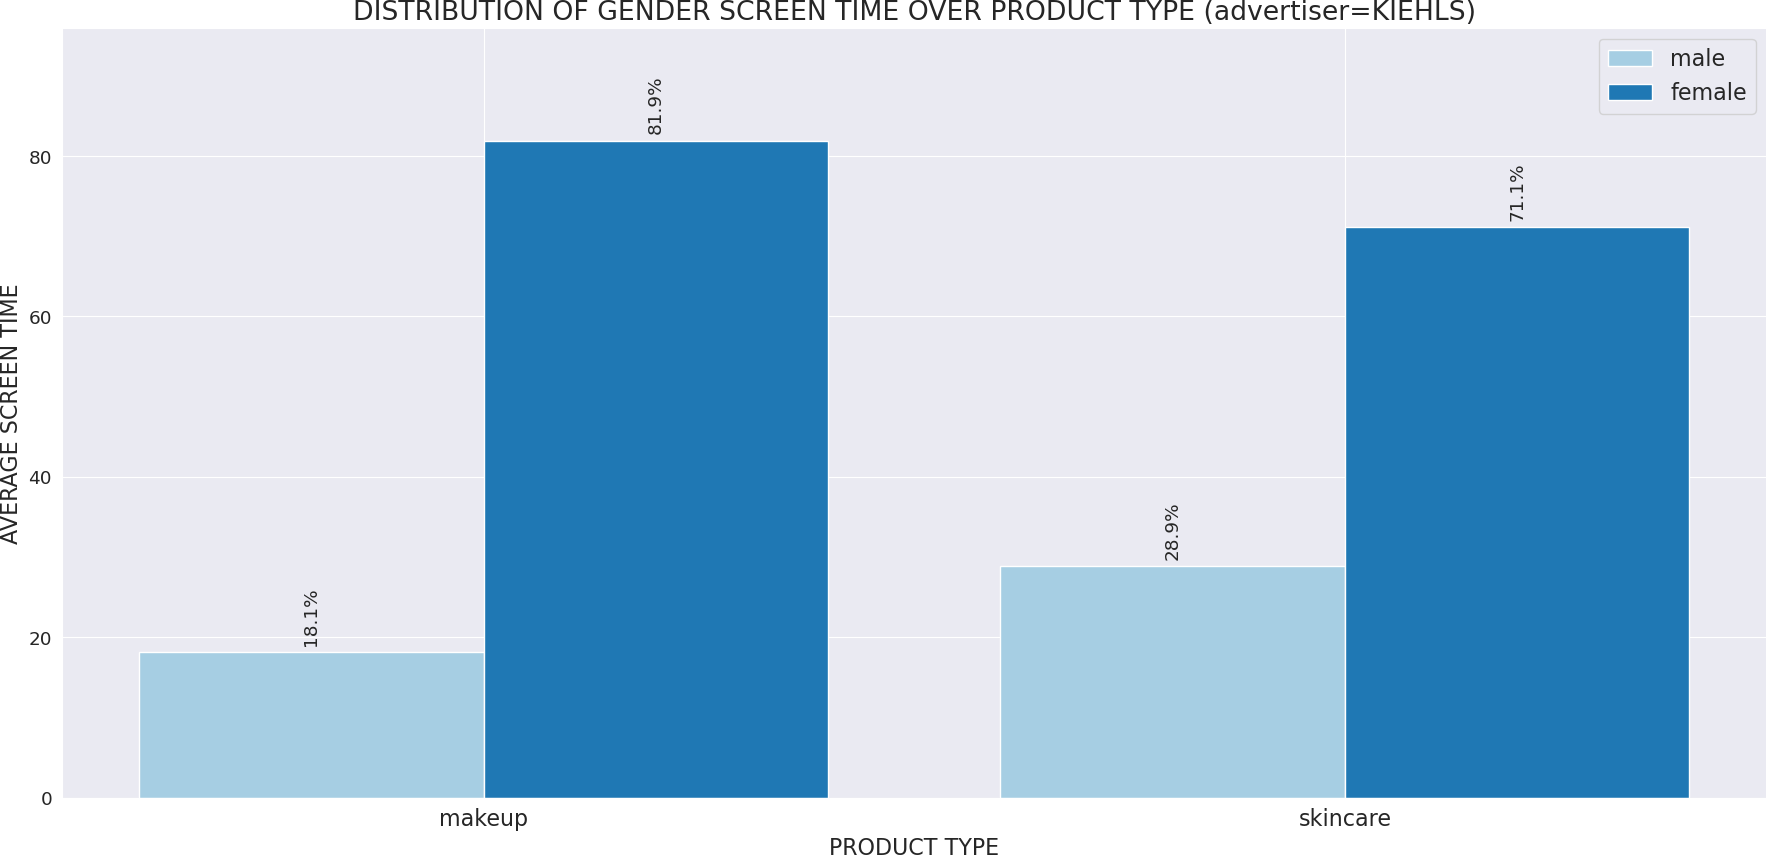 DISTRIBUTION OF GENDER SCREEN TIME OVER PRODUCT TYPE (advertiser=KIEHLS)
male
female
AVERAGE SCREEN TIME
80
60
40
20
0
18.1%
81.9%
28.9%
71.1%
makeup
skincare
PRODUCT TYPE